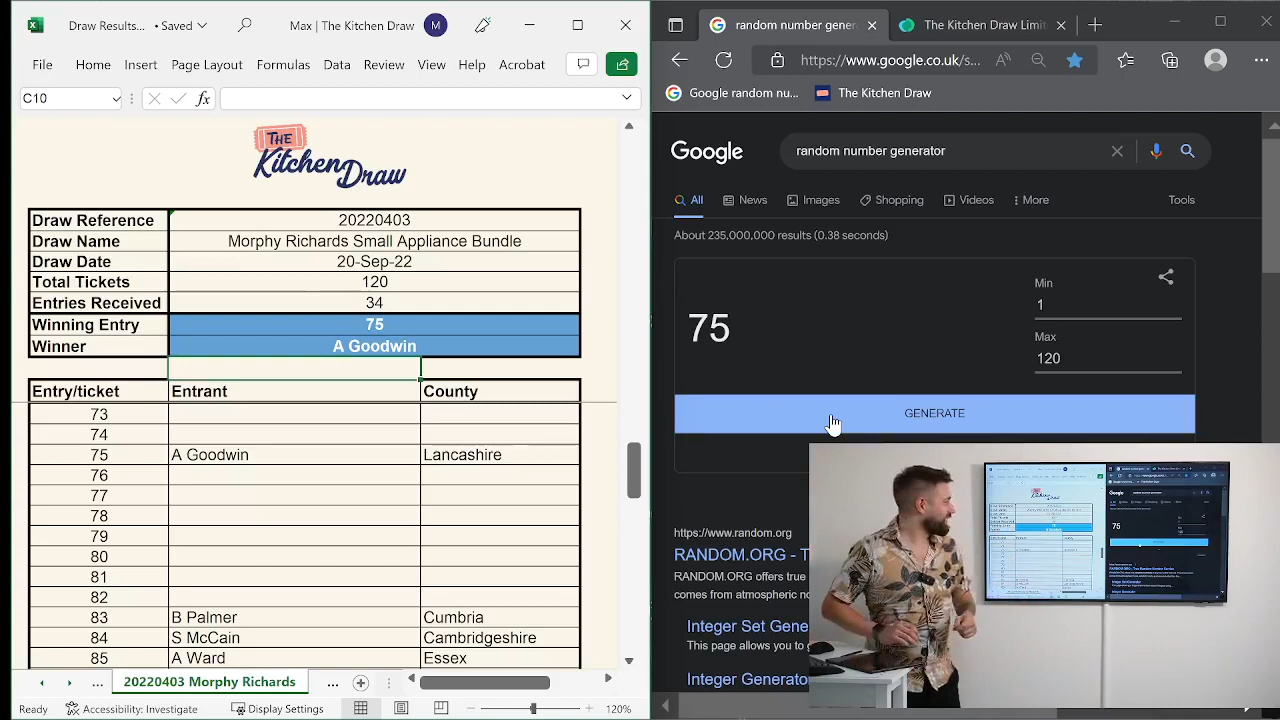 Draw Results... • Saved
Max | The Kitchen Draw
M
File Home Insert Page Layout Formulas Data Review View Help Acrobat
C10
fx
THE
Kitchen Draw
Draw Reference 20220403
Draw Name Morphy Richards Small Appliance Bundle
Draw Date 20-Sep-22
Total Tickets 120
Entries Received 34
Winning Entry 75
Winner A Goodwin
Entry/ticket Entrant County
73
74
75 A Goodwin Lancashire
76
77
78
79
80
81
82
83 B Palmer Cumbria
84 S McCain Cambridgeshire
85 A Ward Essex
... 20220403 Morphy Richards ...
Ready Accessibility: Investigate Display Settings 120%
random number gener
The Kitchen Draw Limit
https://www.google.co.uk/s...
Google random nu... The Kitchen Draw
Google
random number generator
All News Images Shopping Videos More Tools
About 235,000,000 results (0.38 seconds)
75
Min
1
Max
120
GENERATE
https://www.random.org
RANDOM.ORG - T
RANDOM.ORG offers true
comes from atmospheric no
Integer Set Gene
This page allows you to g
Integer Generato
75